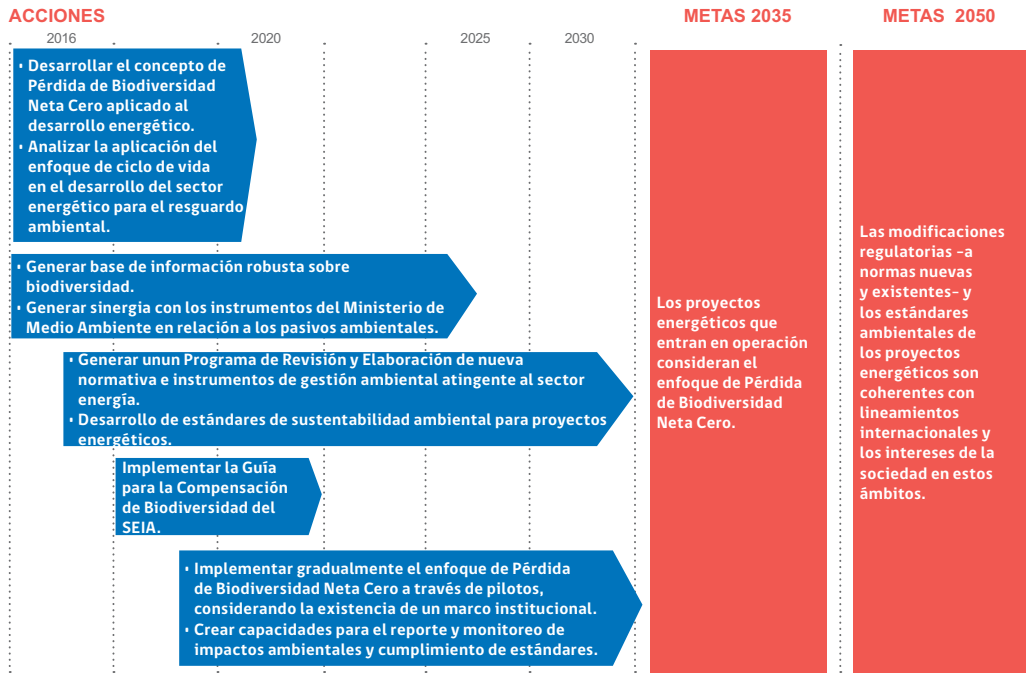 ACCIONES
METAS 2035
METAS 2050
2016
2020
2025
2030
• Desarrollar el concepto de
Pérdida de Biodiversidad
Neta Cero aplicado al
desarrollo energético.
• Analizar la aplicación del
enfoque de ciclo de vida
en el desarrollo del sector
energético para el resguardo
ambiental.
• Generar base de información robusta sobre
biodiversidad.
• Generar sinergia con los instrumentos del Ministerio de
Medio Ambiente en relación a los pasivos ambientales.
• Generar unun Programa de Revisión y Elaboración de nueva
normativa e instrumentos de gestión ambiental atingente al sector
energía.
• Desarrollo de estándares de sustentabilidad ambiental para proyectos
energéticos.
Implementar la Guía
para la Compensación
de Biodiversidad del
SEIA.
• Implementar gradualmente el enfoque de Pérdida
de Biodiversidad Neta Cero a través de pilotos,
considerando la existencia de un marco institucional.
• Crear capacidades para el reporte y monitoreo de
impactos ambientales y cumplimiento de estándares.
Los proyectos
energéticos que
entran en operación
consideran el
enfoque de Pérdida
de Biodiversidad
Neta Cero.
Las modificaciones
regulatorias –a
normas nuevas
y existentes– y
los estándares
ambientales de
los proyectos
energéticos son
coherentes con
lineamientos
internacionales y
los intereses de la
sociedad en estos
ámbitos.